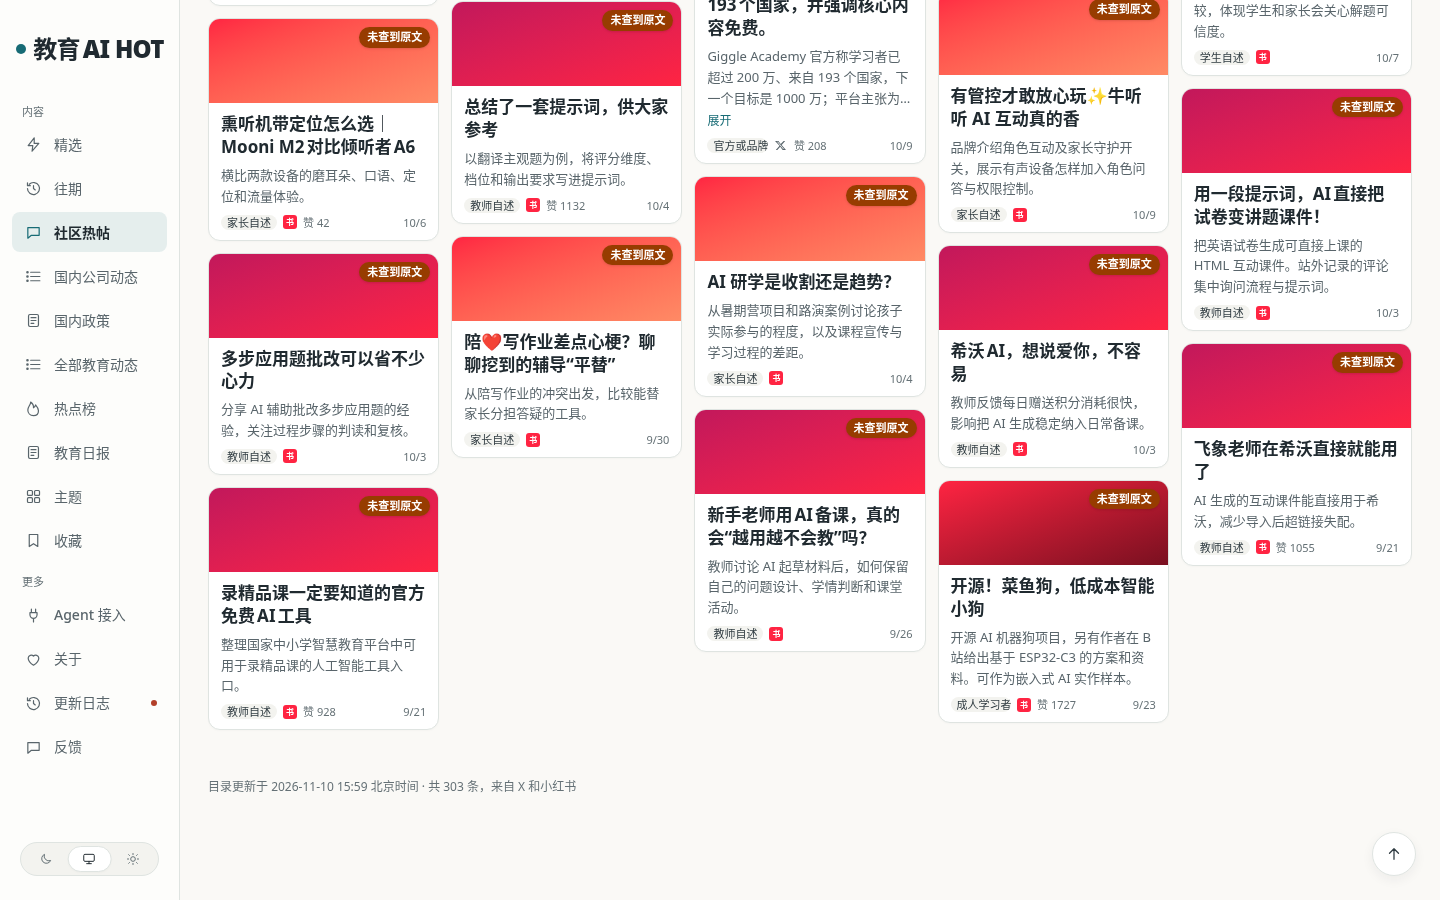 教育 AI HOT
内容
精选
往期
社区热帖
国内公司动态
国内政策
全部教育动态
热点榜
教育日报
主题
收藏
更多
Agent 接入
关于
更新日志
反馈
未查到原文
熏听机带定位怎么选｜
Mooni M2 对比倾听者 A6
横比两款设备的磨耳朵、口语、定
位和流量体验。
家长自述 书 赞 42 10/6
未查到原文
多步应用题批改可以省不少
心力
分享 AI 辅助批改多步应用题的经
验，关注过程步骤的判读和复核。
教师自述 书 10/3
未查到原文
录精品课一定要知道的官方
免费 AI 工具
整理国家中小学智慧教育平台中可
用于录精品课的人工智能工具入
口。
教师自述 书 赞 928 9/21
未查到原文
总结了一套提示词，供大家
参考
以翻译主观题为例，将评分维度、
档位和输出要求写进提示词。
教师自述 书 赞 1132 10/4
未查到原文
陪❤️写作业差点心梗？聊
聊挖到的辅导“平替”
从陪写作业的冲突出发，比较能替
家长分担答疑的工具。
家长自述 书 9/30
193 个国家，并强调核心内
容免费。
Giggle Academy 官方称学习者已
超过 200 万、来自 193 个国家，下
一个目标是 1000 万；平台主张为...
展开
官方或品牌 X 赞 208 10/9
未查到原文
AI 研学是收割还是趋势？
从暑期营项目和路演案例讨论孩子
实际参与的程度，以及课程宣传与
学习过程的差距。
家长自述 书 10/4
未查到原文
新手老师用 AI 备课，真的
会“越用越不会教”吗？
教师讨论 AI 起草材料后，如何保留
自己的问题设计、学情判断和课堂
活动。
教师自述 书 9/26
未查到原文
有管控才敢放心玩✨牛听
听 AI 互动真的香
品牌介绍角色互动及家长守护开
关，展示有声设备怎样加入角色问
答与权限控制。
家长自述 书 10/9
未查到原文
希沃 AI，想说爱你，不容
易
教师反馈每日赠送积分消耗很快，
影响把 AI 生成稳定纳入日常备课。
教师自述 书 10/3
未查到原文
开源！菜鱼狗，低成本智能
小狗
开源 AI 机器狗项目，另有作者在 B
站给出基于 ESP32-C3 的方案和资
料。可作为嵌入式 AI 实作样本。
成人学习者 书 赞 1727 9/23
较，体现学生和家长会关心解题可
信度。
学生自述 书 10/7
未查到原文
用一段提示词，AI 直接把
试卷变讲题课件！
把英语试卷生成可直接上课的
HTML 互动课件。站外记录的评论
集中询问流程与提示词。
教师自述 书 10/3
未查到原文
飞象老师在希沃直接就能用
了
AI 生成的互动课件能直接用于希
沃，减少导入后超链接失配。
教师自述 书 赞 1055 9/21
目录更新于 2026-11-10 15:59 北京时间 · 共 303 条，来自 X 和小红书